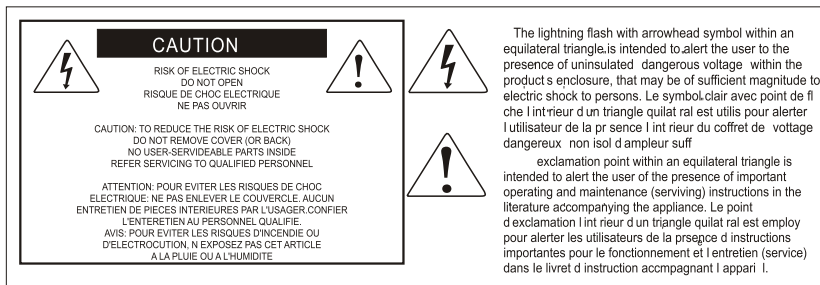 CAUTION
RISK OF ELECTRIC SHOCK
DO NOT OPEN
RISQUE DE CHOC ELECTRIQUE
NE PAS OUVRIR
CAUTION: TO REDUCE THE RISK OF ELECTRIC SHOCK
DO NOT REMOVE COVER (OR BACK)
NO USER-SERVIDEABLE PARTS INSIDE
REFER SERVICING TO QUALIFIED PERSONNEL
ATTENTION: POUR EVITER LES RISQUES DE CHOC
ELECTRIQUE: NE PAS ENLEVER LE COUVERCLE. AUCUN
ENTRETIEN DE PIECES INTERIEURES PAR L'USAGER.CONFIER
L'ENTERETIEN AU PERSONNEL QUALIFIE.
AVIS: POUR EVITER LES RISQUES D'INCENDIE OU
D'ELECTROCUTION, N EXPOSEZ PAS CET ARTICLE
A LA PLUIE OU A L'HUMIDITE
The lightning flash with arrowhead symbol within an
equilateral triangle,is intended to.alert the user to the
presence of uninsulated dangerous voltage within the
product s enclosure, that may be of sufficient magnitude to
electric shock to persons. Le symbol.clair avec point de fl
che l int rieur d un triangle quilat ral est utilis pour alerter
l utilisateur de la pr sence l int rieur du coffret de vottage
dangereux non isol d ampleur suff
exclamation point within an equilateral triangle is
intended to alert the user of the presence of important
operating and maintenance (serviving) instructions in the
literature accompanying the appliance. Le point
d exclamation l int rieur d un triangle quilat ral est employ
pour alerter les utilisateurs de la prsence d instructions
importantes pour le fonctionnement et l entretien (service)
dans le livret d instruction accmpagnant l appari l.